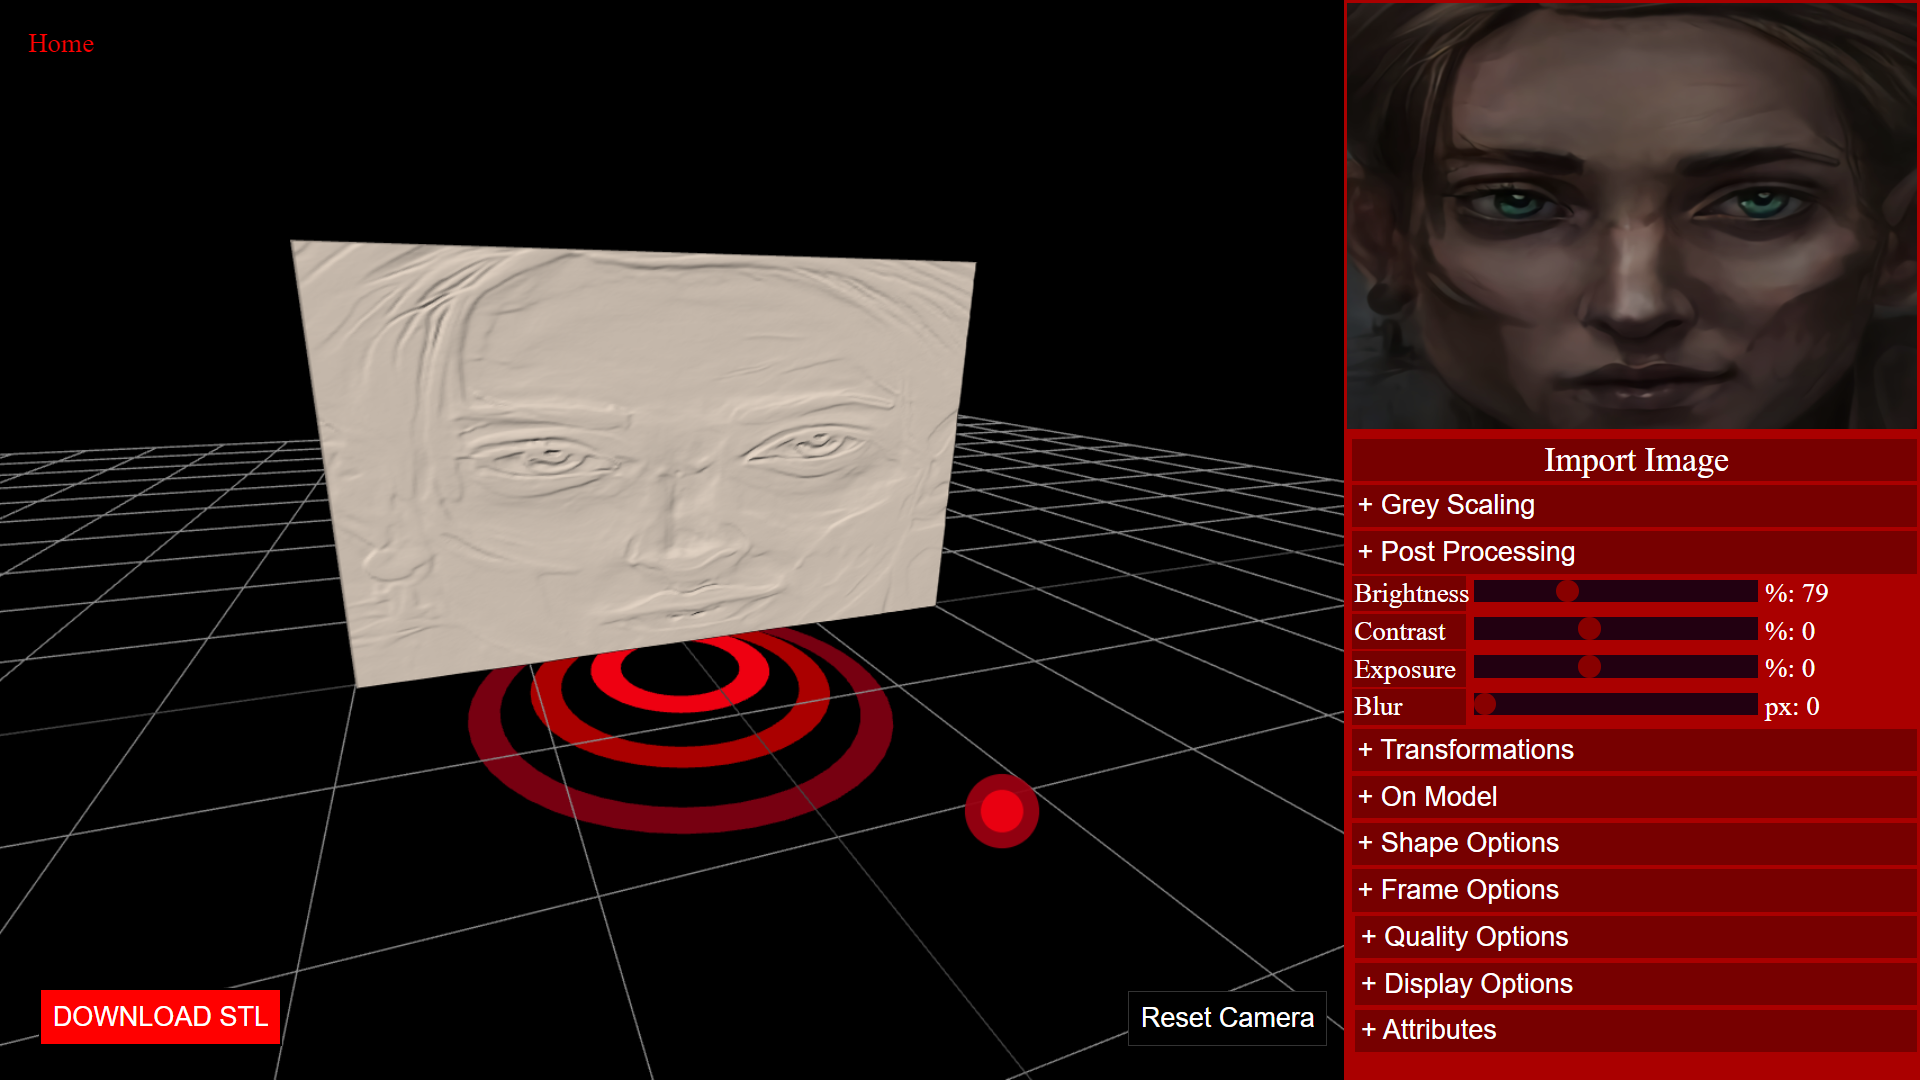 Home
Import Image
+ Grey Scaling
+ Post Processing
Brightness %: 79
Contrast %: 0
Exposure %: 0
Blur px: 0
+ Transformations
+ On Model
+ Shape Options
+ Frame Options
+ Quality Options
+ Display Options
+ Attributes
DOWNLOAD STL
Reset Camera